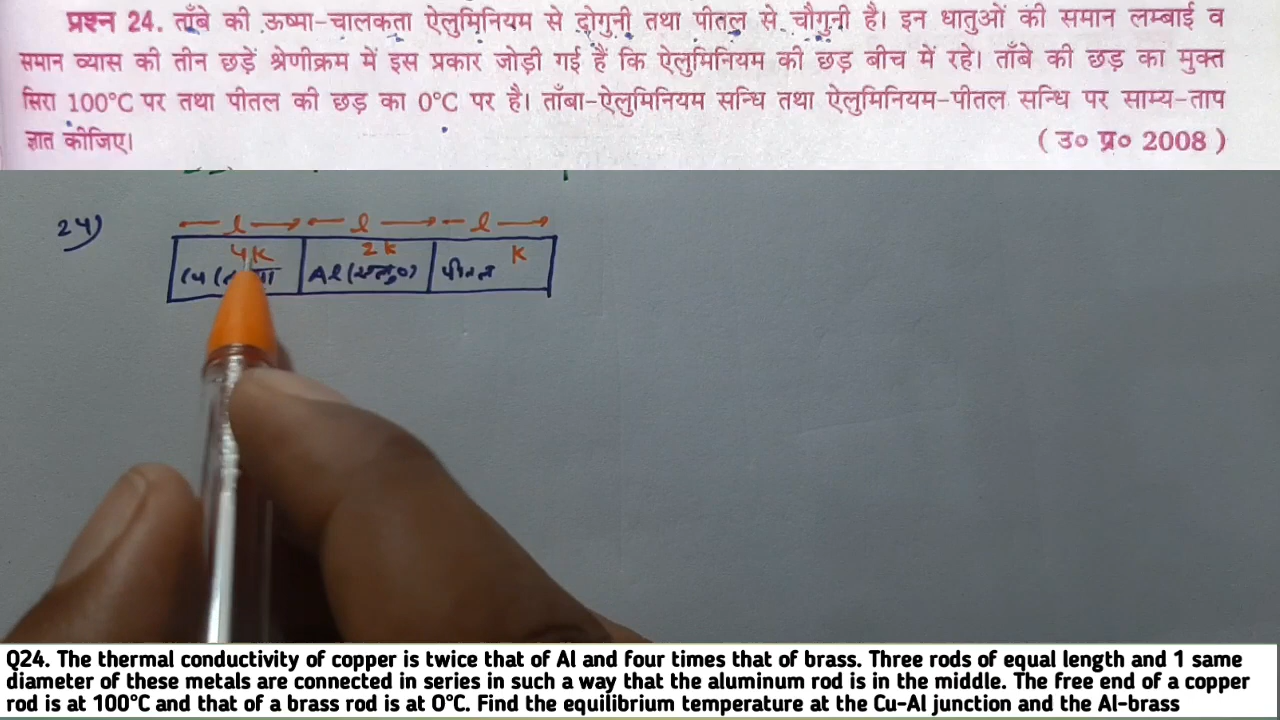 प्रश्न 24. ताँबे की ऊष्मा-चालकता ऐलुमिनियम से दोगुनी तथा पीतल से चौगुनी है। इन धातुओं की समान लम्बाई व
समान व्यास की तीन छड़ें श्रेणीक्रम में इस प्रकार जोड़ी गई हैं कि ऐलुमिनियम की छड़ बीच में रहे। ताँबे की छड़ का मुक्त
सिरा 100°C पर तथा पीतल की छड़ का 0°C पर है। ताँबा-ऐलुमिनियम सन्धि तथा ऐलुमिनियम-पीतल सन्धि पर साम्य-ताप
ज्ञात कीजिए। ( उ० प्र० 2008 )
24)
l l l
4K 2K K
Al पीतल
Q24. The thermal conductivity of copper is twice that of Al and four times that of brass. Three rods of equal length and 1 same
diameter of these metals are connected in series in such a way that the aluminum rod is in the middle. The free end of a copper
rod is at 100°C and that of a brass rod is at 0°C. Find the equilibrium temperature at the Cu-Al junction and the Al-brass